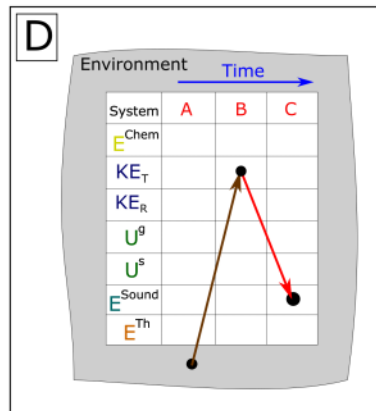 D
Environment
Time
System A B C
E^Chem
KE_T
KE_R
U^g
U^s
E^Sound
E^Th